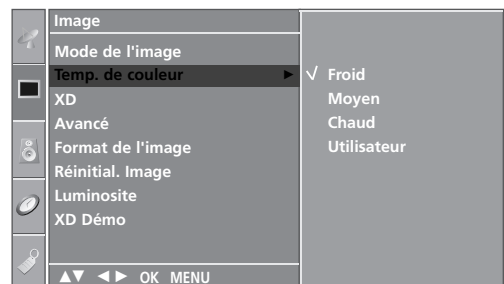 Image
Mode de l'image
Temp. de couleur ►
XD
Avancé
Format de l'image
Réinitial. Image
Luminosite
XD Démo
√ Froid
Moyen
Chaud
Utilisateur
▲▼ ◄► OK MENU